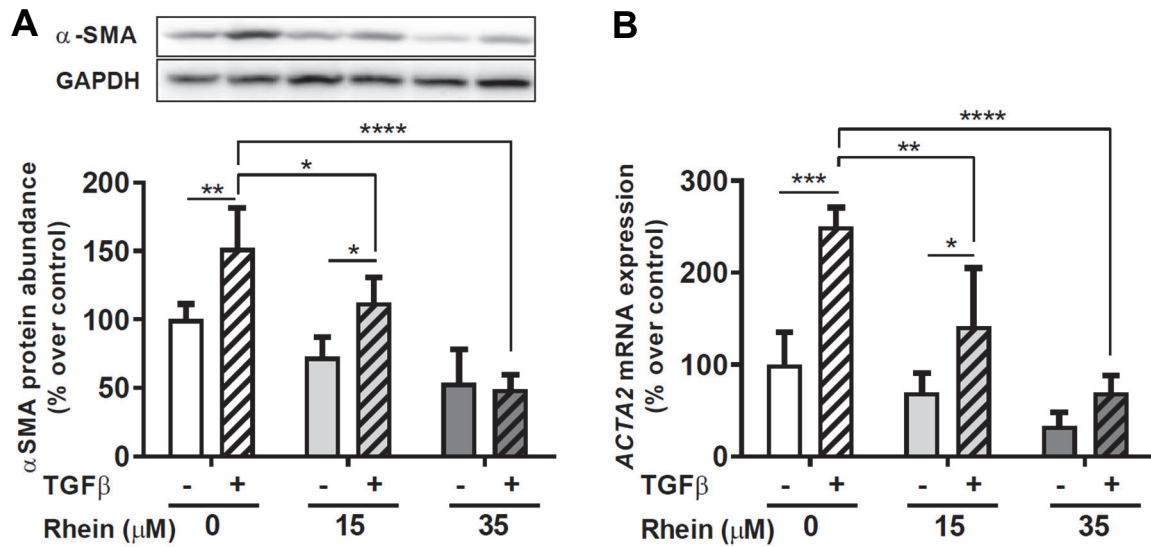 A
α-SMA
GAPDH
αSMA protein abundance
(% over control)
200
150
100
50
0
**
*
****
*
TGFβ - + - + - +
Rhein (μM) 0 15 35
B
ACTA2 mRNA expression
(% over control)
300
200
100
0
***
**
****
*
TGFβ - + - + - +
Rhein (μM) 0 15 35